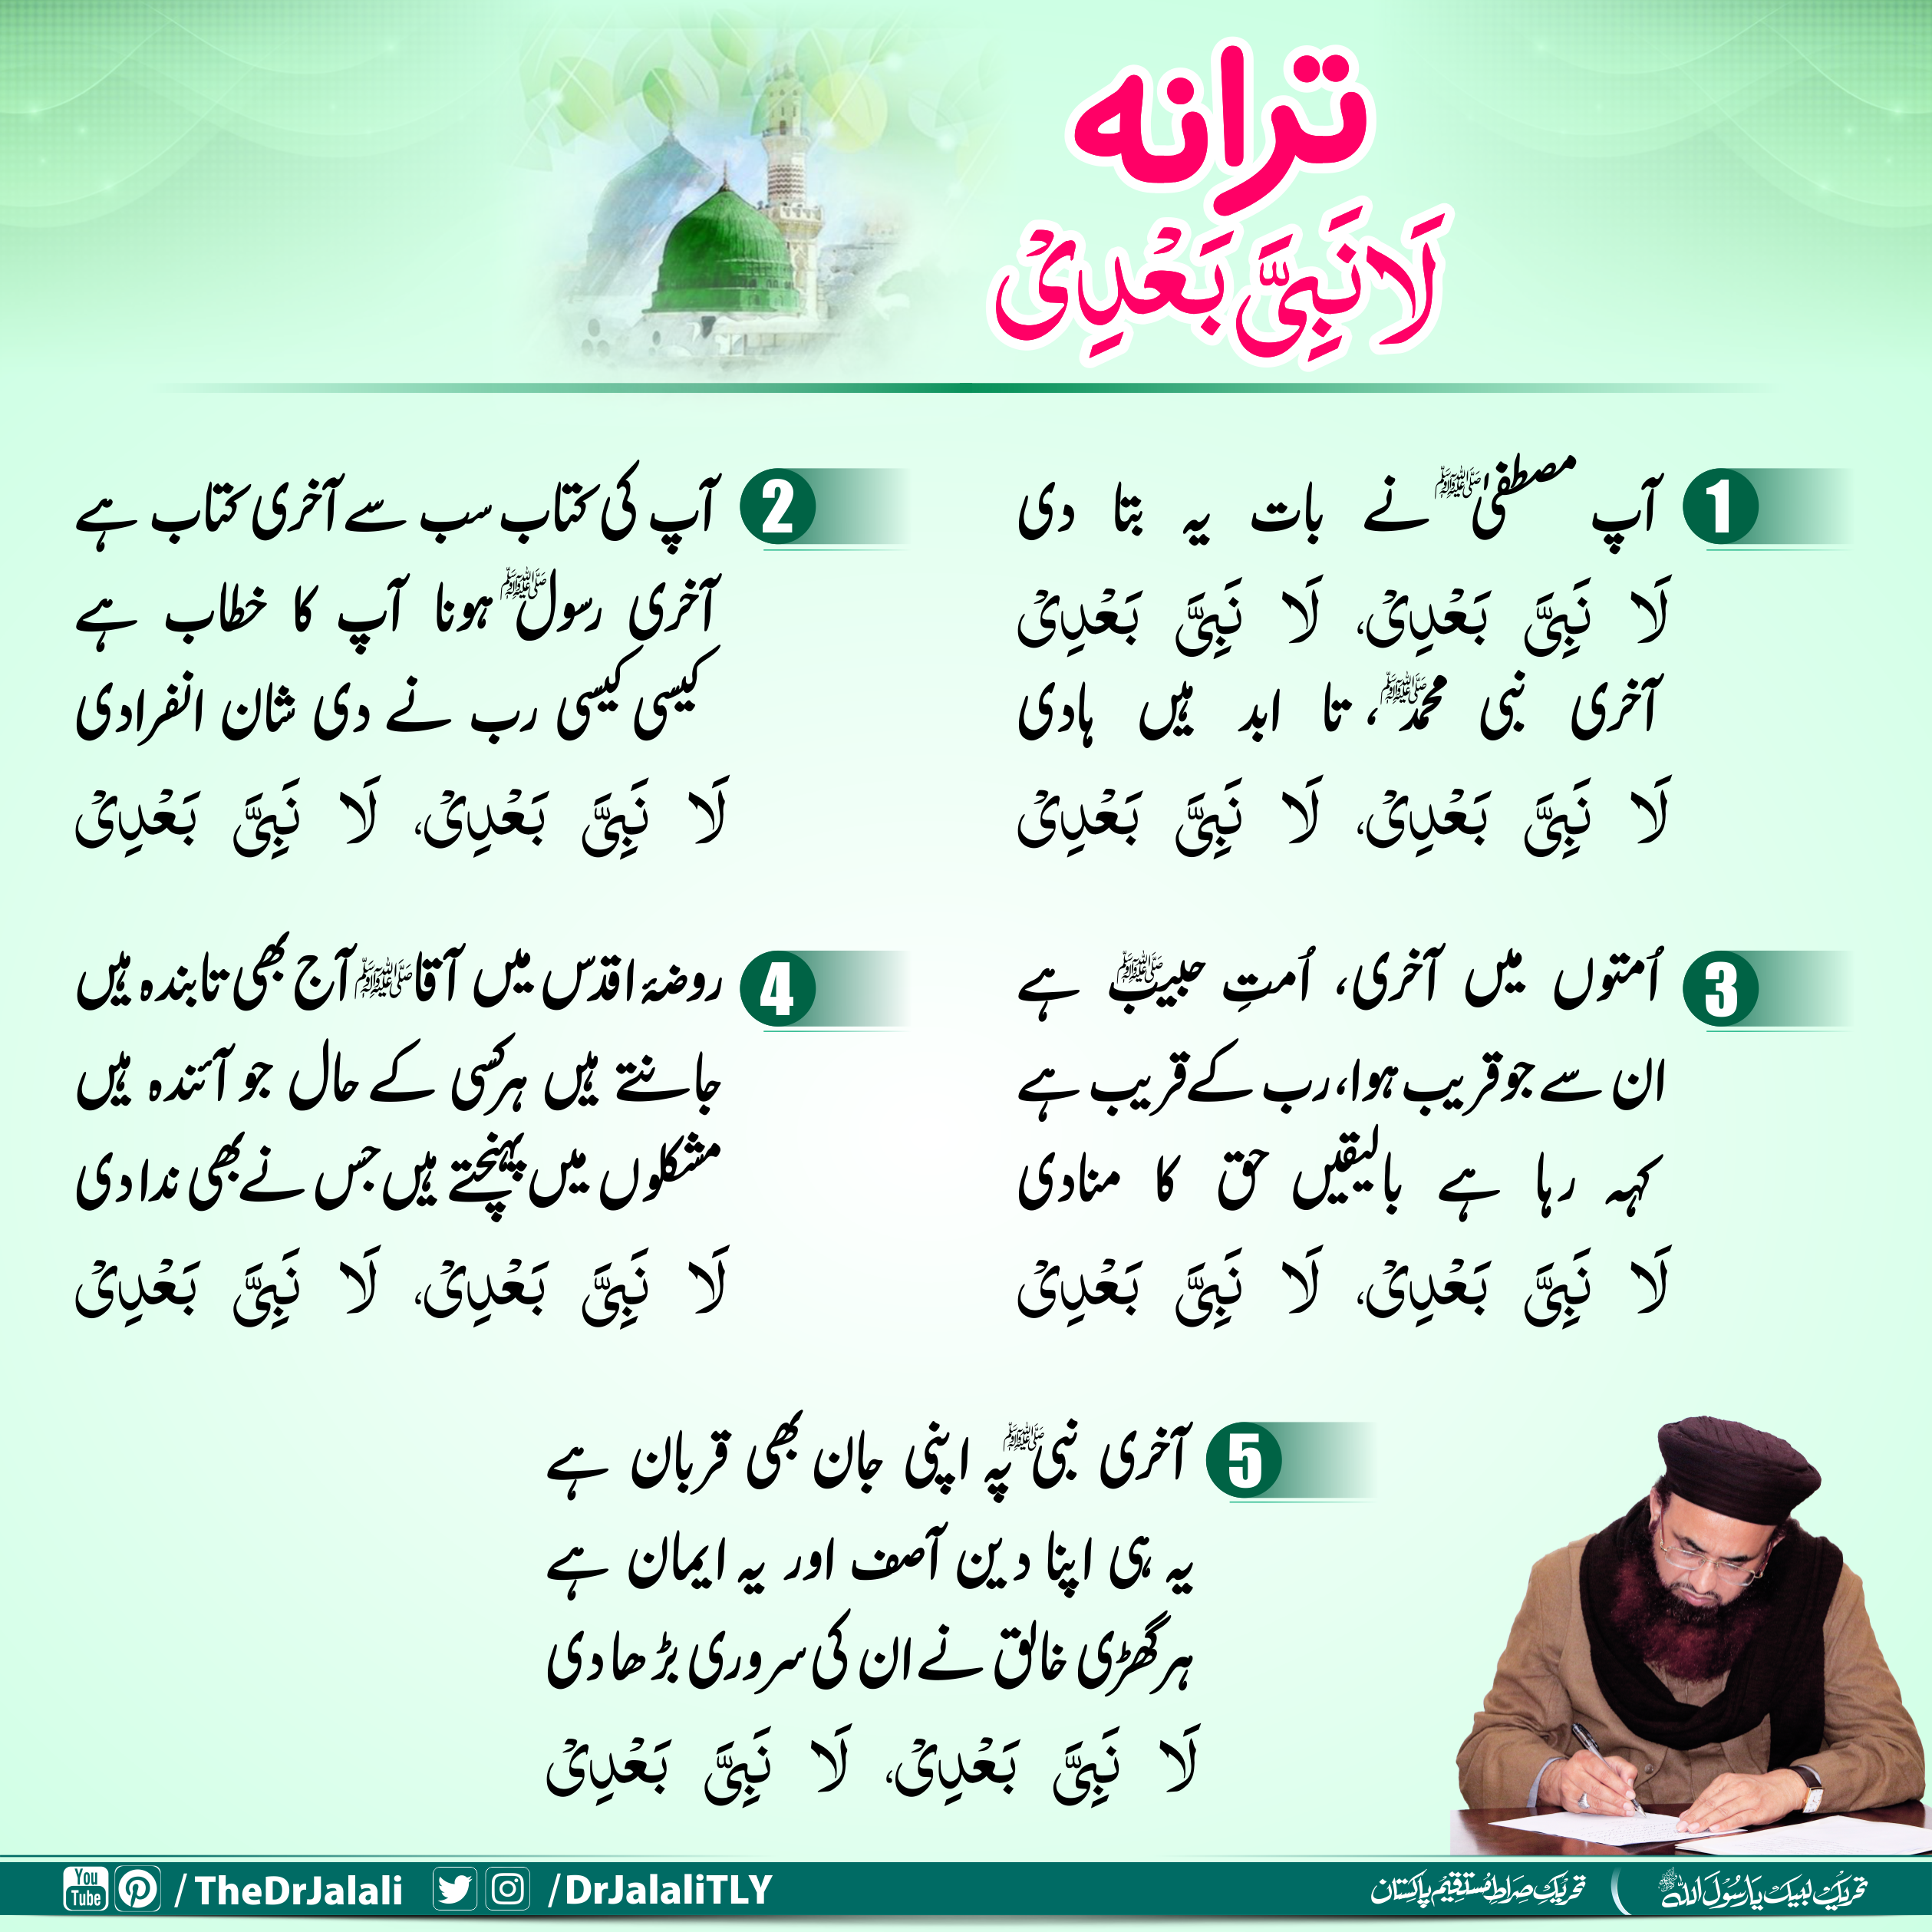 ترانہ
لَا نَبِیَّ بَعْدِیْ
1
آپ مصطفیٰ ﷺ نے بات یہ بتا دی
لَا نَبِیَّ بَعْدِیْ، لَا نَبِیَّ بَعْدِیْ
آخری نبی محمد ﷺ، تا ابد ہیں ہادی
لَا نَبِیَّ بَعْدِیْ، لَا نَبِیَّ بَعْدِیْ
2
آپ کی کتاب سب سے آخری کتاب ہے
آخری رسول ﷺ ہونا آپ کا خطاب ہے
کیسی کیسی رب نے دی شان انفرادی
لَا نَبِیَّ بَعْدِیْ، لَا نَبِیَّ بَعْدِیْ
3
اُمتوں میں آخری، اُمتِ حبیب ﷺ ہے
ان سے جو قریب ہوا، رب کے قریب ہے
کہہ رہا ہے بالیقیں حق کا منادی
لَا نَبِیَّ بَعْدِیْ، لَا نَبِیَّ بَعْدِیْ
4
روضۂ اقدس میں آقا ﷺ آج بھی تابندہ ہیں
جانتے ہیں ہر کسی کے حال جو آئندہ ہیں
مشکلوں میں پہنچتے ہیں جس نے بھی ندا دی
لَا نَبِیَّ بَعْدِیْ، لَا نَبِیَّ بَعْدِیْ
5
آخری نبی ﷺ پہ اپنی جان بھی قربان ہے
یہ ہی اپنا دین آصف اور یہ ایمان ہے
ہر گھڑی خالق نے ان کی سروری بڑھا دی
لَا نَبِیَّ بَعْدِیْ، لَا نَبِیَّ بَعْدِیْ
You Tube /TheDrJalali /DrJalaliTLY
تحریک لبیک یَا رَسُوْلَ اللہ ﷺ ) تحریک صراط مستقیم پاکستان